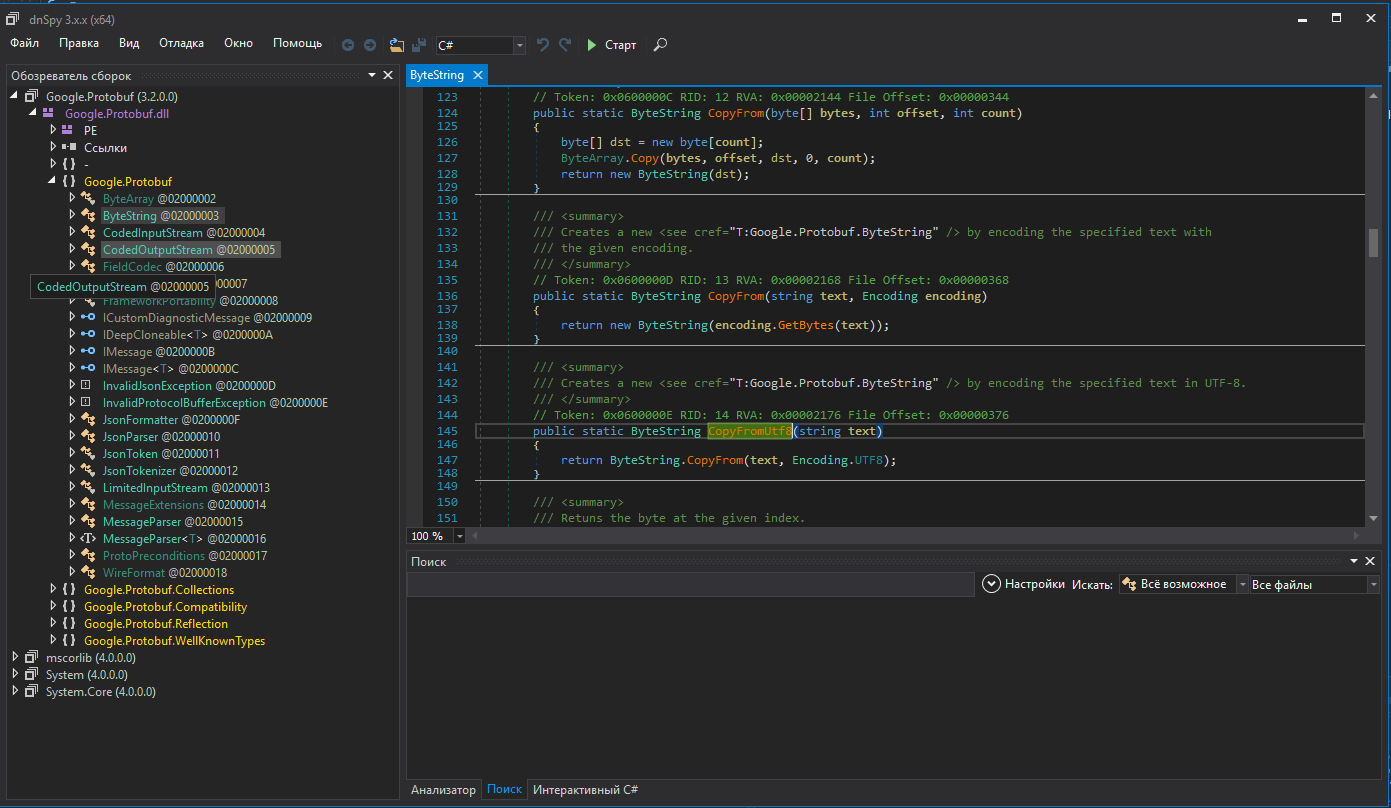 dnSpy 3.x.x (x64)
Файл Правка Вид Отладка Окно Помощь C# Старт
Обозреватель сборок
Google.Protobuf (3.2.0.0)
Google.Protobuf.dll
PE
Ссылки
{ } -
{ } Google.Protobuf
ByteArray @02000002
ByteString @02000003
CodedInputStream @02000004
CodedOutputStream @02000005
FieldCodec @02000006
CodedOutputStream @02000005
FrameworkPortability @02000008
ICustomDiagnosticMessage @02000009
IDeepCloneable<T> @0200000A
IMessage @0200000B
IMessage<T> @0200000C
InvalidJsonException @0200000D
InvalidProtocolBufferException @0200000E
JsonFormatter @0200000F
JsonParser @02000010
JsonToken @02000011
JsonTokenizer @02000012
LimitedInputStream @02000013
MessageExtensions @02000014
MessageParser @02000015
<T> MessageParser<T> @02000016
ProtoPreconditions @02000017
WireFormat @02000018
{ } Google.Protobuf.Collections
{ } Google.Protobuf.Compatibility
{ } Google.Protobuf.Reflection
{ } Google.Protobuf.WellKnownTypes
mscorlib (4.0.0.0)
System (4.0.0.0)
System.Core (4.0.0.0)
ByteString
123 // Token: 0x0600000C RID: 12 RVA: 0x00002144 File Offset: 0x00000344
124 public static ByteString CopyFrom(byte[] bytes, int offset, int count)
125 {
126 byte[] dst = new byte[count];
127 ByteArray.Copy(bytes, offset, dst, 0, count);
128 return new ByteString(dst);
129 }
130
131 /// <summary>
132 /// Creates a new <see cref="T:Google.Protobuf.ByteString" /> by encoding the specified text with
133 /// the given encoding.
134 /// </summary>
135 // Token: 0x0600000D RID: 13 RVA: 0x00002168 File Offset: 0x00000368
136 public static ByteString CopyFrom(string text, Encoding encoding)
137 {
138 return new ByteString(encoding.GetBytes(text));
139 }
140
141 /// <summary>
142 /// Creates a new <see cref="T:Google.Protobuf.ByteString" /> by encoding the specified text in UTF-8.
143 /// </summary>
144 // Token: 0x0600000E RID: 14 RVA: 0x00002176 File Offset: 0x00000376
145 public static ByteString CopyFromUtf8(string text)
146 {
147 return ByteString.CopyFrom(text, Encoding.UTF8);
148 }
149
150 /// <summary>
151 /// Retuns the byte at the given index.
100 %
Поиск
Настройки Искать: Всё возможное Все файлы
Анализатор Поиск Интерактивный C#